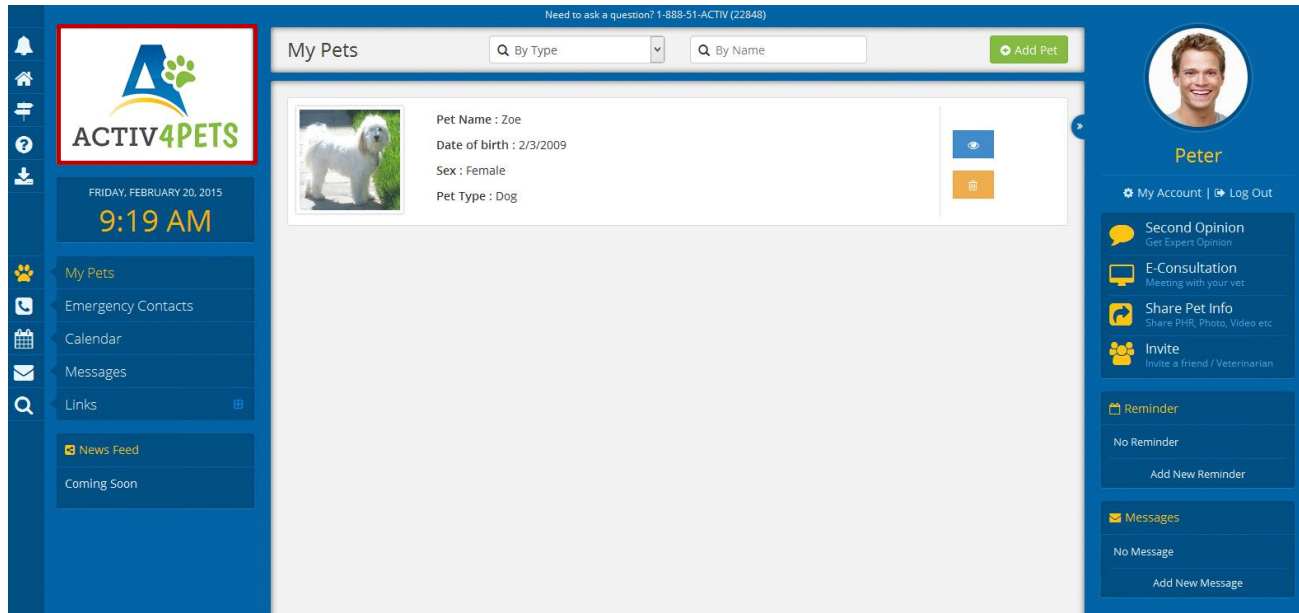 Need to ask a question? 1-888-51-ACTIV (22848)
ACTIV4PETS
FRIDAY, FEBRUARY 20, 2015
9:19 AM
My Pets
Emergency Contacts
Calendar
Messages
Links
News Feed
Coming Soon
My Pets
By Type
By Name
Add Pet
Pet Name : Zoe
Date of birth : 2/3/2009
Sex : Female
Pet Type : Dog
Peter
My Account | Log Out
Second Opinion
Get Expert Opinion
E-Consultation
Meeting with your vet
Share Pet Info
Share PHR, Photo, Video etc
Invite
Invite a friend / Veterinarian
Reminder
No Reminder
Add New Reminder
Messages
No Message
Add New Message